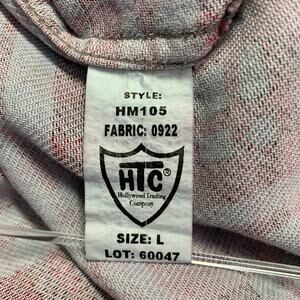 STYLE:
HM105
FABRIC: 0922
HTC®
Hollywood Trading
Company
SIZE: L
LOT: 60047